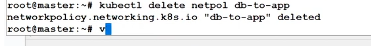 root@master:~# kubectl delete netpol db-to-app
networkpolicy.networking.k8s.io "db-to-app" deleted
root@master:~# v